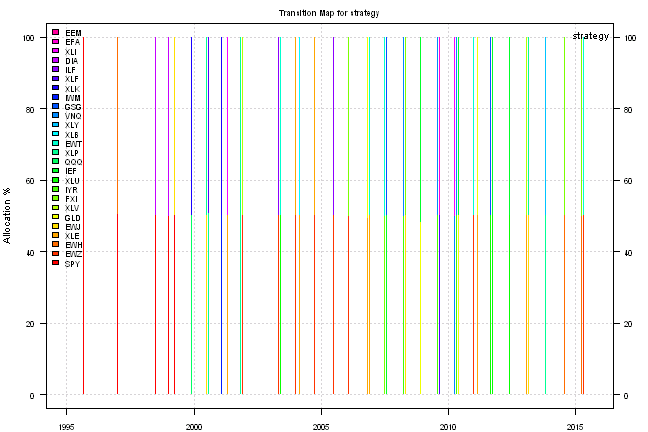 Transition Map for strategy
strategy
Allocation %
100
80
60
40
20
0
EEM
EFA
XLI
DIA
ILF
XLF
XLK
IWM
GSG
VNQ
XLY
XLB
EWT
XLP
QQQ
IEF
XLU
IYR
FXI
XLV
GLD
EWJ
XLE
EWH
EWZ
SPY
100
80
60
40
20
0
1995
2000
2005
2010
2015